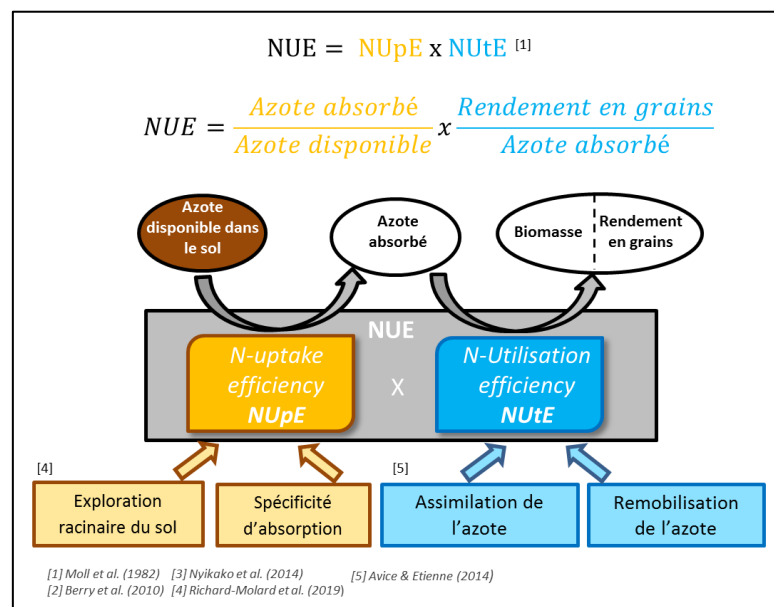 NUE = NUpE x NUtE [1]
NUE = Azote absorbé / Azote disponible x Rendement en grains / Azote absorbé
Azote
disponible dans
le sol
Azote
absorbé
Biomasse
Rendement
en grains
NUE
N-uptake
efficiency
NUpE
X
N-Utilisation
efficiency
NUtE
[4]
Exploration
racinaire du sol
Spécificité
d'absorption
[5]
Assimilation de
l'azote
Remobilisation
de l'azote
[1] Moll et al. (1982) [3] Nyikako et al. (2014) [5] Avice & Etienne (2014)
[2] Berry et al. (2010) [4] Richard-Molard et al. (2019)